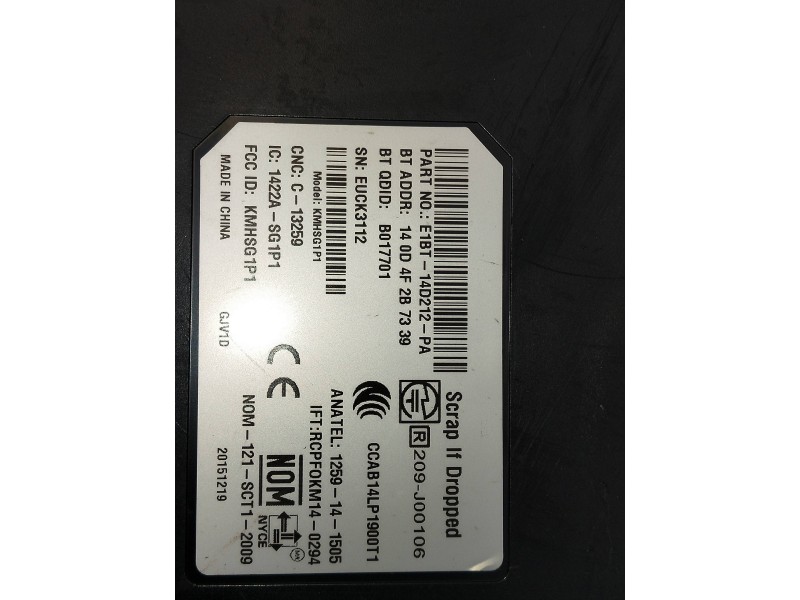 PART NO.: E1BT-14D212-PA
BT ADDR: 14 0D 4F 2B 73 39
BT QDID: B017701
SN: EUCK3112
Model: KMHSG1P1
CNC: C-13259
IC: 1422A-SG1P1
FCC ID: KMHSG1P1
MADE IN CHINA
GJV1D
Scrap If Dropped
R 209-J00106
CCAB14LP1900T1
ANATEL: 1259-14-1505
IFT:RCPFOKM14-0294
CE
NOM
NYCE
NOM-121-SCT1-2009
20151219